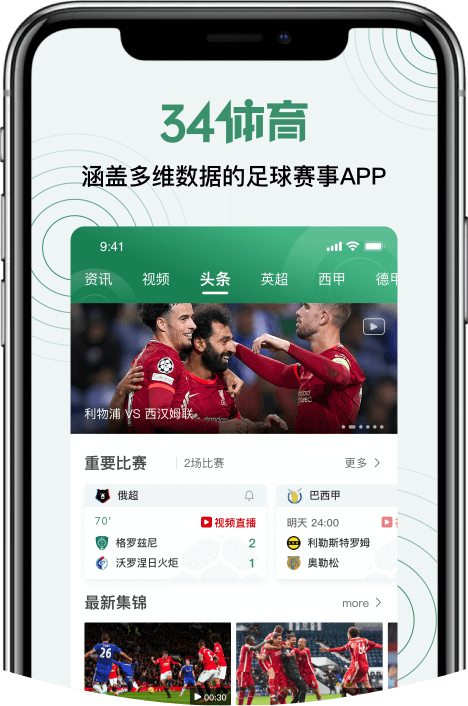 34体育
涵盖多维数据的足球赛事APP
9:41
资讯 视频 头条 英超 西甲 德甲
利物浦 VS 西汉姆联
重要比赛 2场比赛 更多
俄超 巴西甲
70' 视频直播 明天 24:00
格罗兹尼 2 利勒斯特罗姆
沃罗涅日火炬 1 奥勒松
最新集锦 more
26
00:30